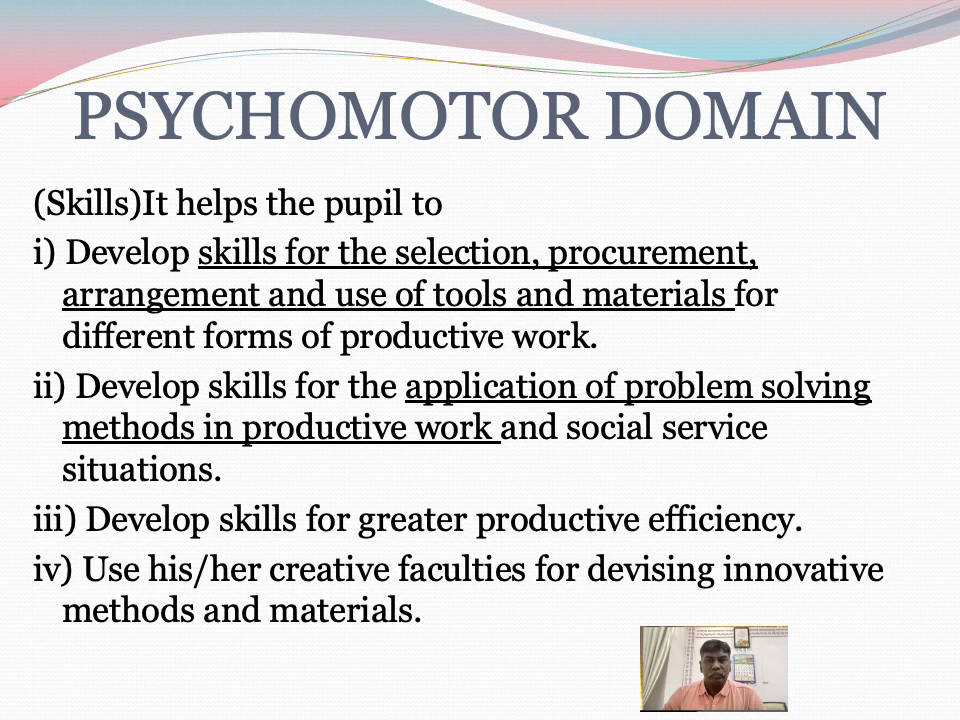 PSYCHOMOTOR DOMAIN
(Skills)It helps the pupil to
i) Develop skills for the selection, procurement,
arrangement and use of tools and materials for
different forms of productive work.
ii) Develop skills for the application of problem solving
methods in productive work and social service
situations.
iii) Develop skills for greater productive efficiency.
iv) Use his/her creative faculties for devising innovative
methods and materials.